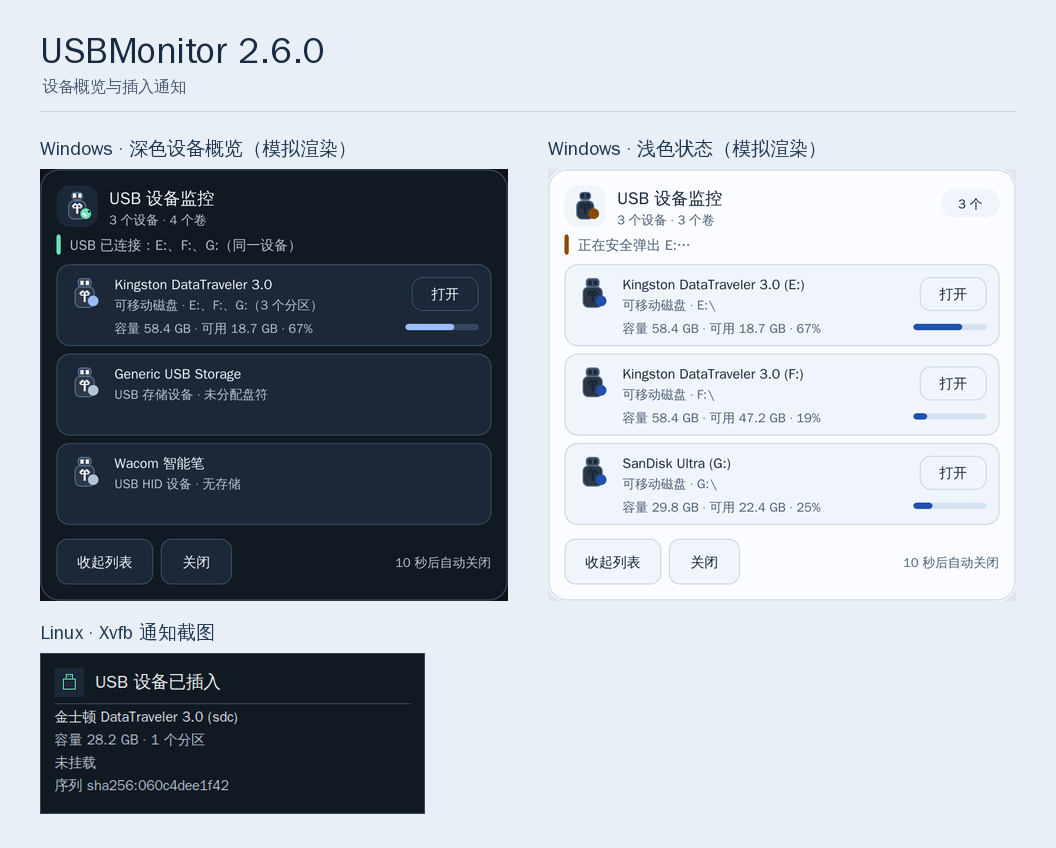 USBMonitor 2.6.0
设备概览与插入通知
Windows · 深色设备概览（模拟渲染）
USB 设备监控
3 个设备 · 4 个卷
USB 已连接：E:、F:、G:（同一设备）
Kingston DataTraveler 3.0
可移动磁盘 · E:、F:、G:（3 个分区）
容量 58.4 GB · 可用 18.7 GB · 67%
打开
Generic USB Storage
USB 存储设备 · 未分配盘符
Wacom 智能笔
USB HID 设备 · 无存储
收起列表
关闭
10 秒后自动关闭
Windows · 浅色状态（模拟渲染）
USB 设备监控
3 个设备 · 3 个卷
3 个
正在安全弹出 E:⋯
Kingston DataTraveler 3.0 (E:)
可移动磁盘 · E:\
容量 58.4 GB · 可用 18.7 GB · 67%
打开
Kingston DataTraveler 3.0 (F:)
可移动磁盘 · F:\
容量 58.4 GB · 可用 47.2 GB · 19%
打开
SanDisk Ultra (G:)
可移动磁盘 · G:\
容量 29.8 GB · 可用 22.4 GB · 25%
打开
收起列表
关闭
10 秒后自动关闭
Linux · Xvfb 通知截图
USB 设备已插入
金士顿 DataTraveler 3.0 (sdc)
容量 28.2 GB · 1 个分区
未挂载
序列 sha256:060c4dee1f42